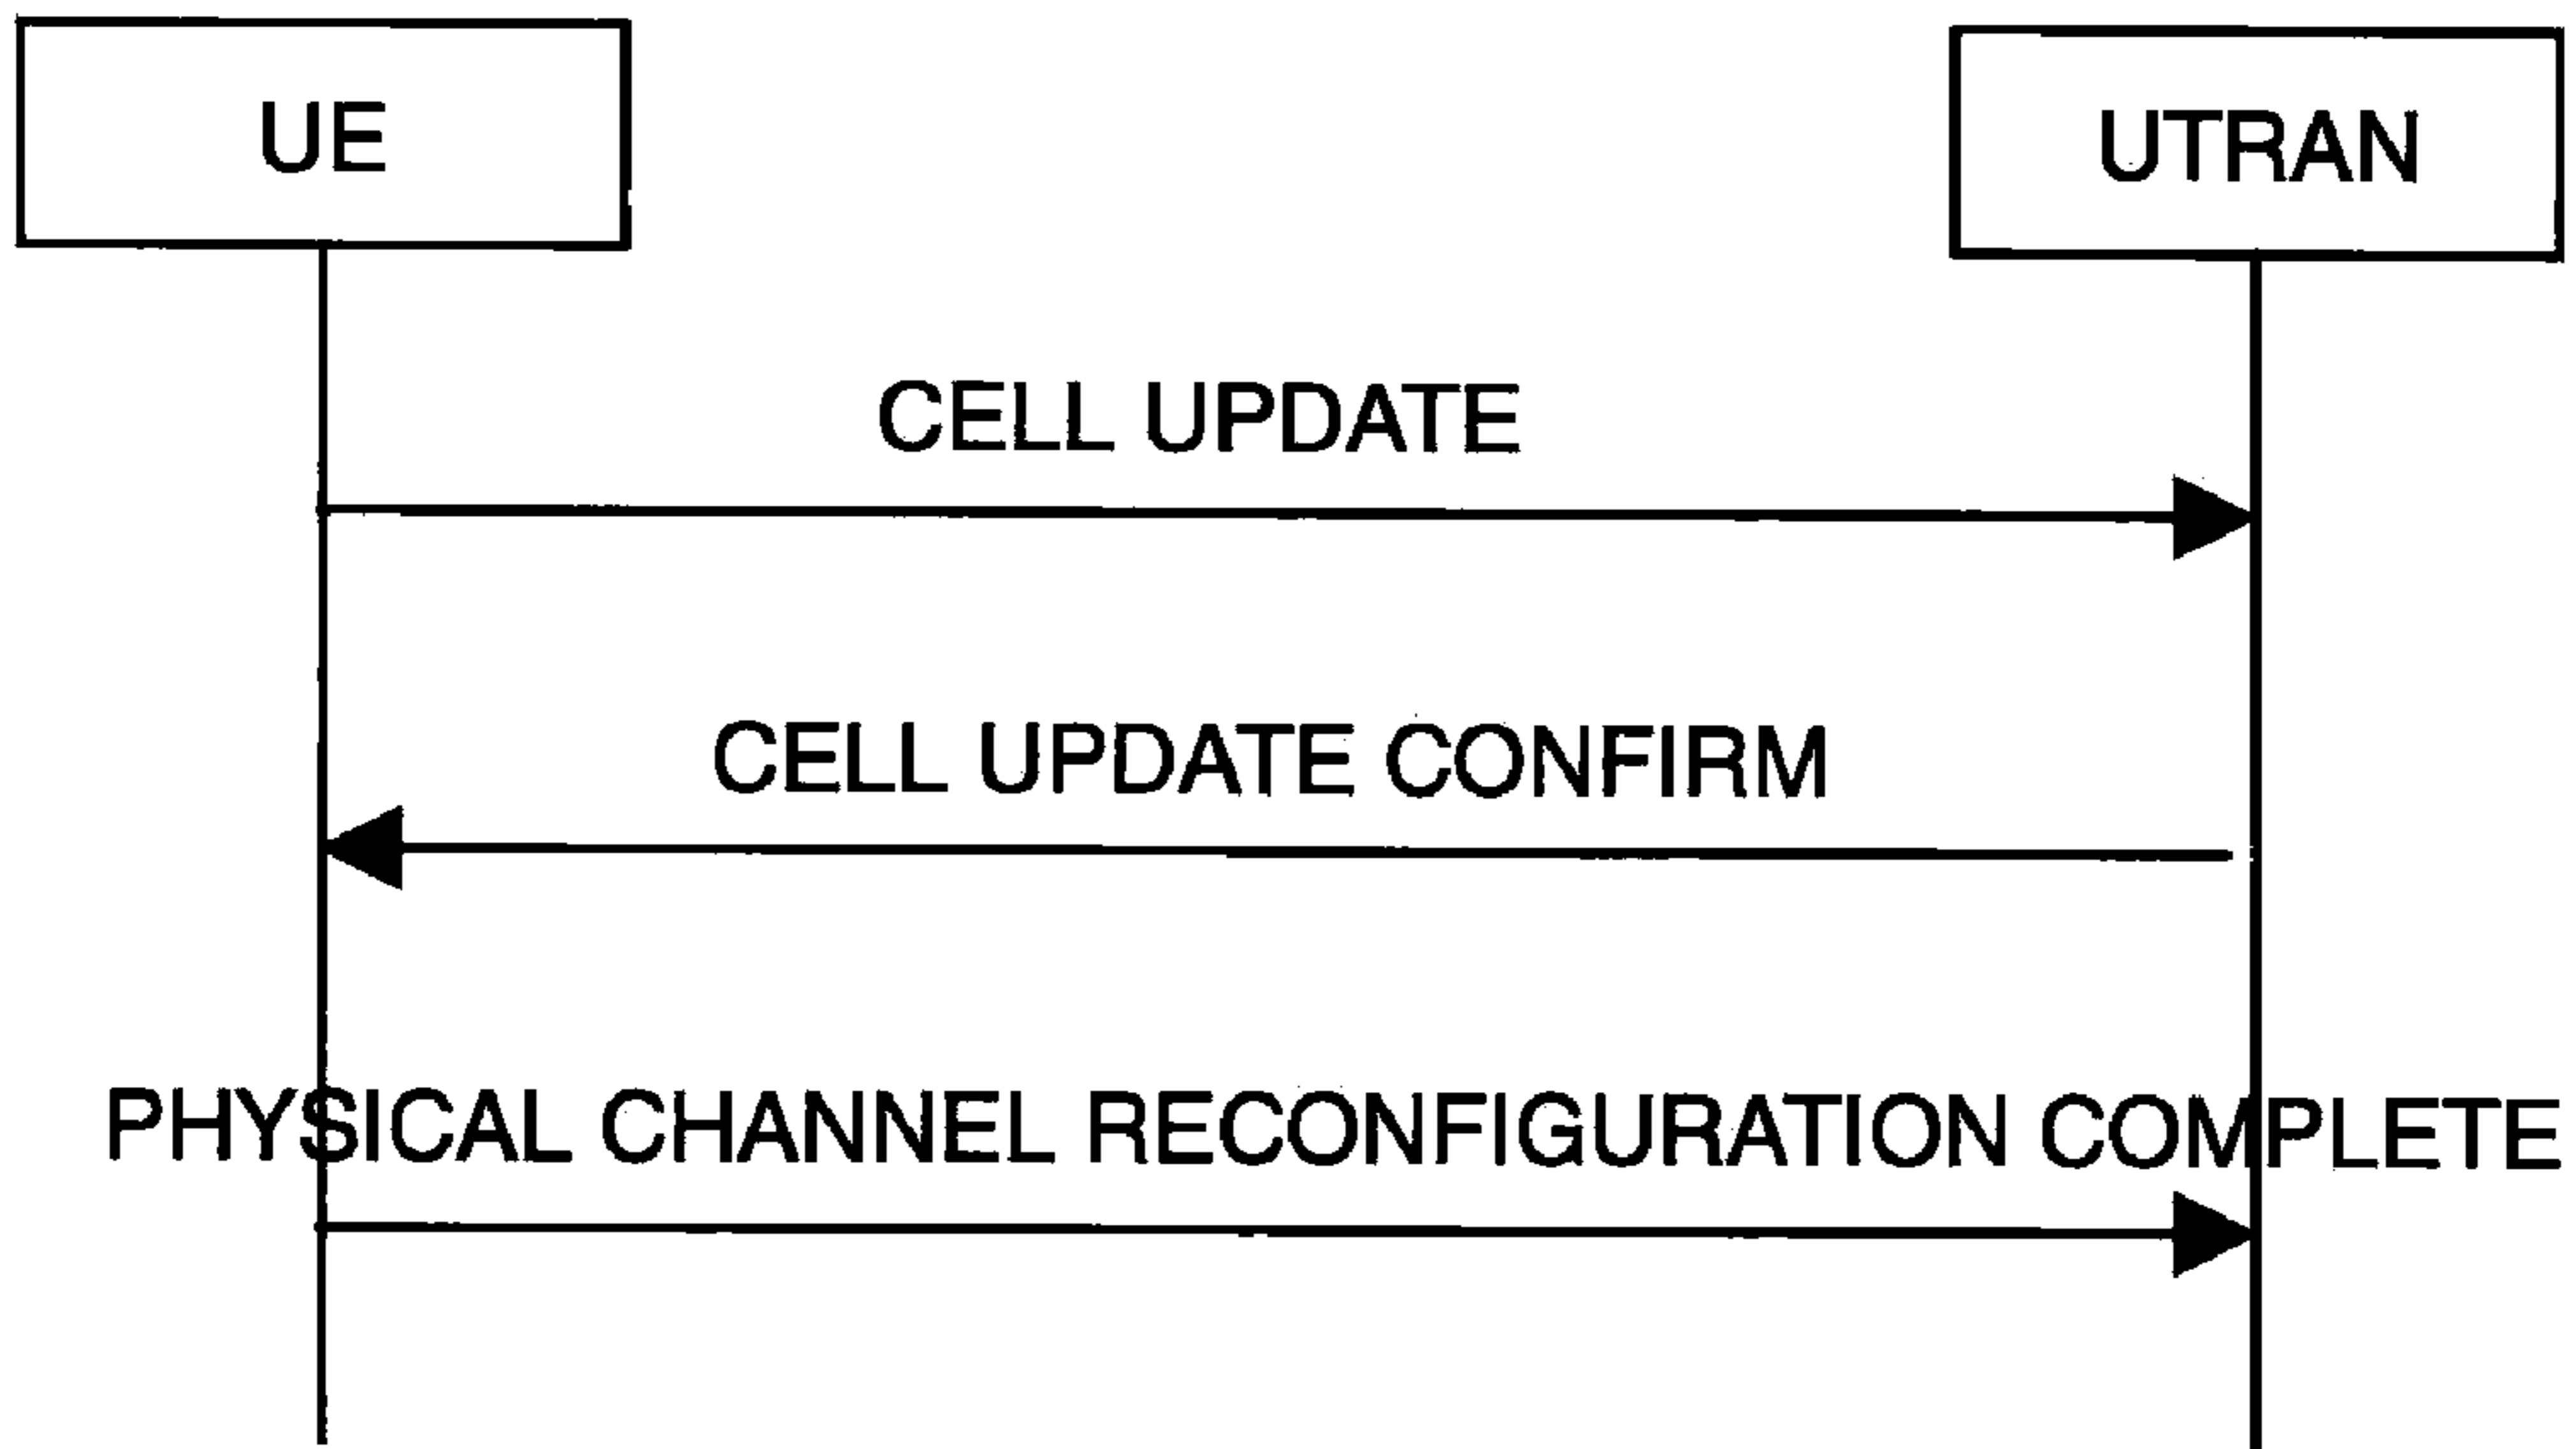 UE
UTRAN
CELL UPDATE
CELL UPDATE CONFIRM
PHYSICAL CHANNEL RECONFIGURATION COMPLETE